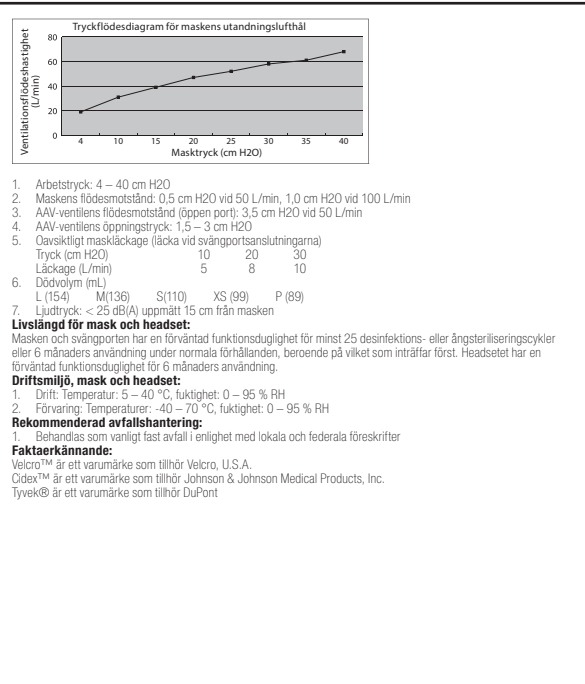 Tryckflödesdiagram för maskens utandningslufthål
Ventilationsflödeshastighet
(L/min)
80
60
40
20
0
4 10 15 20 25 30 35 40
Masktryck (cm H2O)
1. Arbetstryck: 4 – 40 cm H2O
2. Maskens flödesmotstånd: 0,5 cm H2O vid 50 L/min, 1,0 cm H2O vid 100 L/min
3. AAV-ventilens flödesmotstånd (öppen port): 3,5 cm H2O vid 50 L/min
4. AAV-ventilens öppningstryck: 1,5 – 3 cm H2O
5. Oavsiktligt maskläckage (läcka vid svängportsanslutningarna)
Tryck (cm H2O) 10 20 30
Läckage (L/min) 5 8 10
6. Dödvolym (mL)
L (154) M(136) S(110) XS (99) P (89)
7. Ljudtryck: < 25 dB(A) uppmätt 15 cm från masken
Livslängd för mask och headset:
Masken och svängporten har en förväntad funktionsduglighet för minst 25 desinfektions- eller ångsteriliseringscykler
eller 6 månaders användning under normala förhållanden, beroende på vilket som inträffar först. Headsetet har en
förväntad funktionsduglighet för 6 månaders användning.
Driftsmiljö, mask och headset:
1. Drift: Temperatur: 5 – 40 °C, fuktighet: 0 – 95 % RH
2. Förvaring: Temperaturer: -40 – 70 °C, fuktighet: 0 – 95 % RH
Rekommenderad avfallshantering:
1. Behandlas som vanligt fast avfall i enlighet med lokala och federala föreskrifter
Faktaerkännande:
Velcro™ är ett varumärke som tillhör Velcro, U.S.A.
Cidex™ är ett varumärke som tillhör Johnson & Johnson Medical Products, Inc.
Tyvek® är ett varumärke som tillhör DuPont